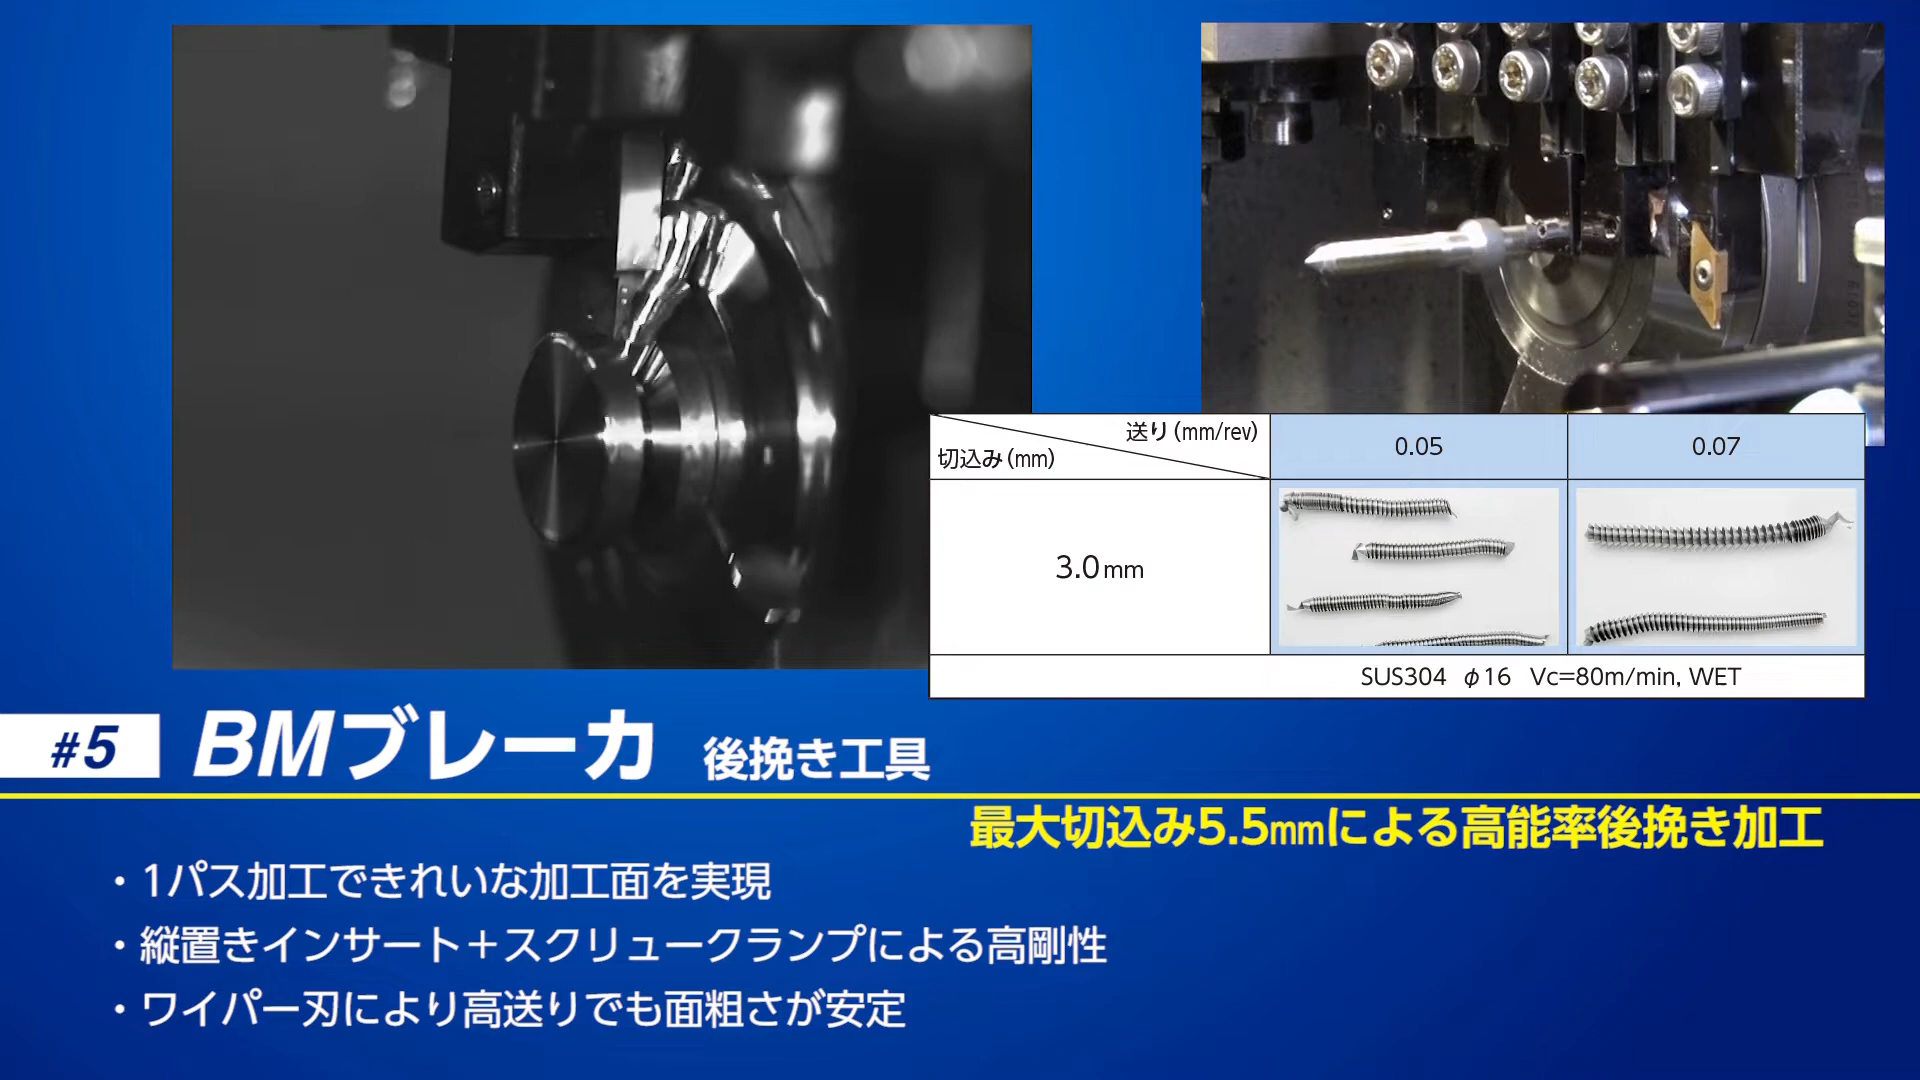 送り(mm/rev)
切込み(mm)
0.05
0.07
3.0mm
SUS304 φ16 Vc=80m/min, WET
#5
BMブレーカ 後挽き工具
最大切込み5.5mmによる高能率後挽き加工
・1パス加工できれいな加工面を実現
・縦置きインサート＋スクリュークランプによる高剛性
・ワイパー刃により高送りでも面粗さが安定